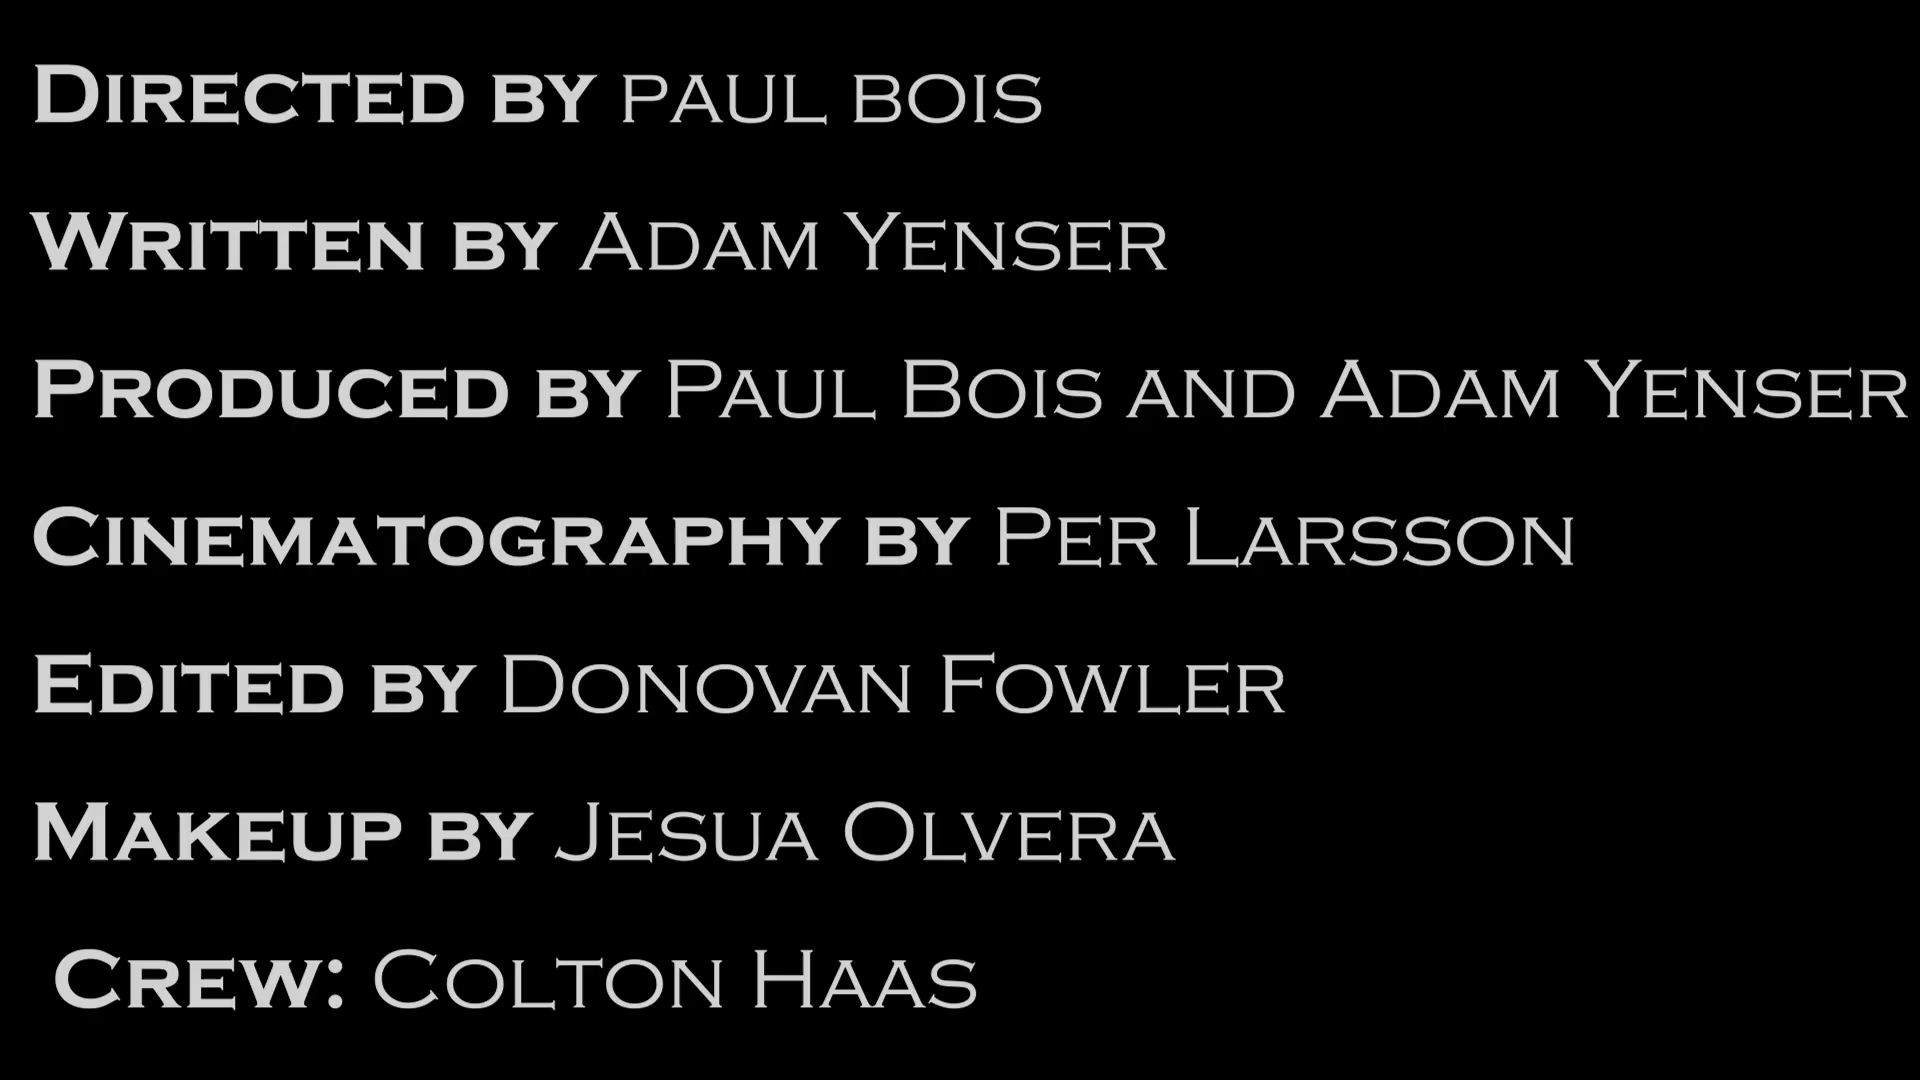 Directed by paul bois
Written by Adam Yenser
Produced by Paul Bois and Adam Yenser
Cinematography by Per Larsson
Edited by Donovan Fowler
Makeup by Jesua Olvera
Crew: Colton Haas